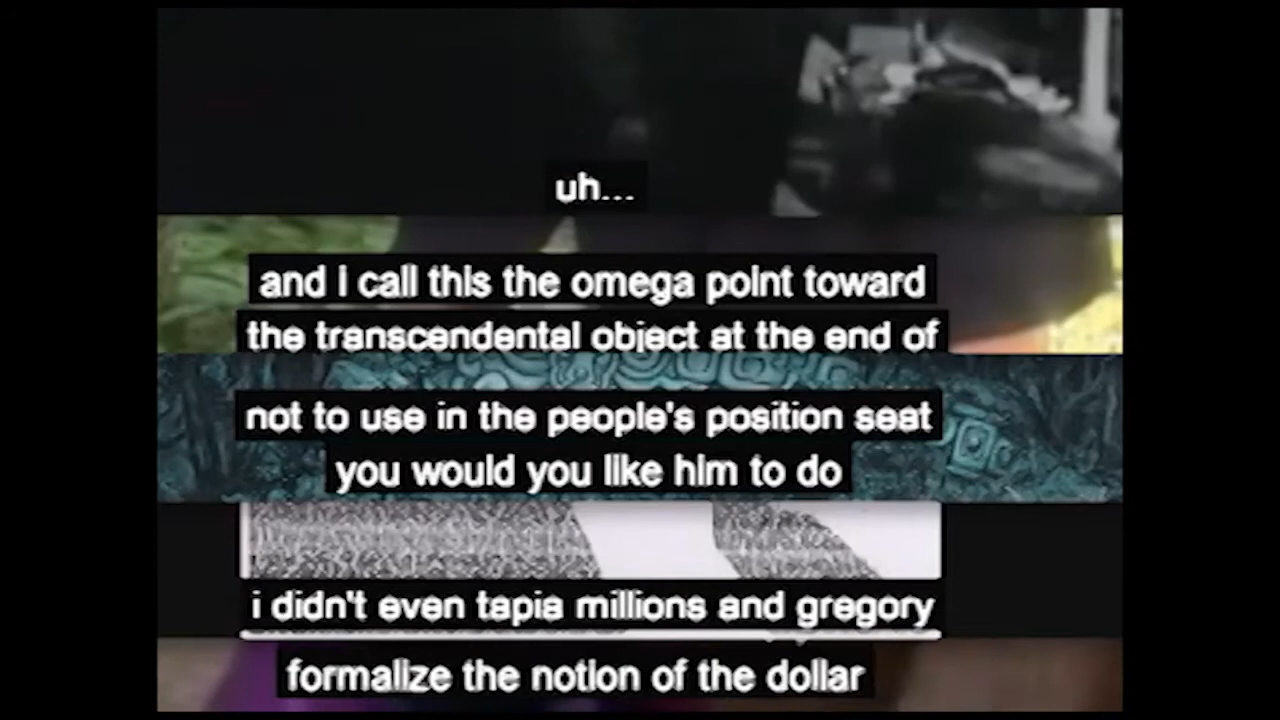 uh...
and i call this the omega point toward
the transcendental object at the end of
not to use in the people's position seat
you would you like him to do
i didn't even tapia millions and gregory
formalize the notion of the dollar